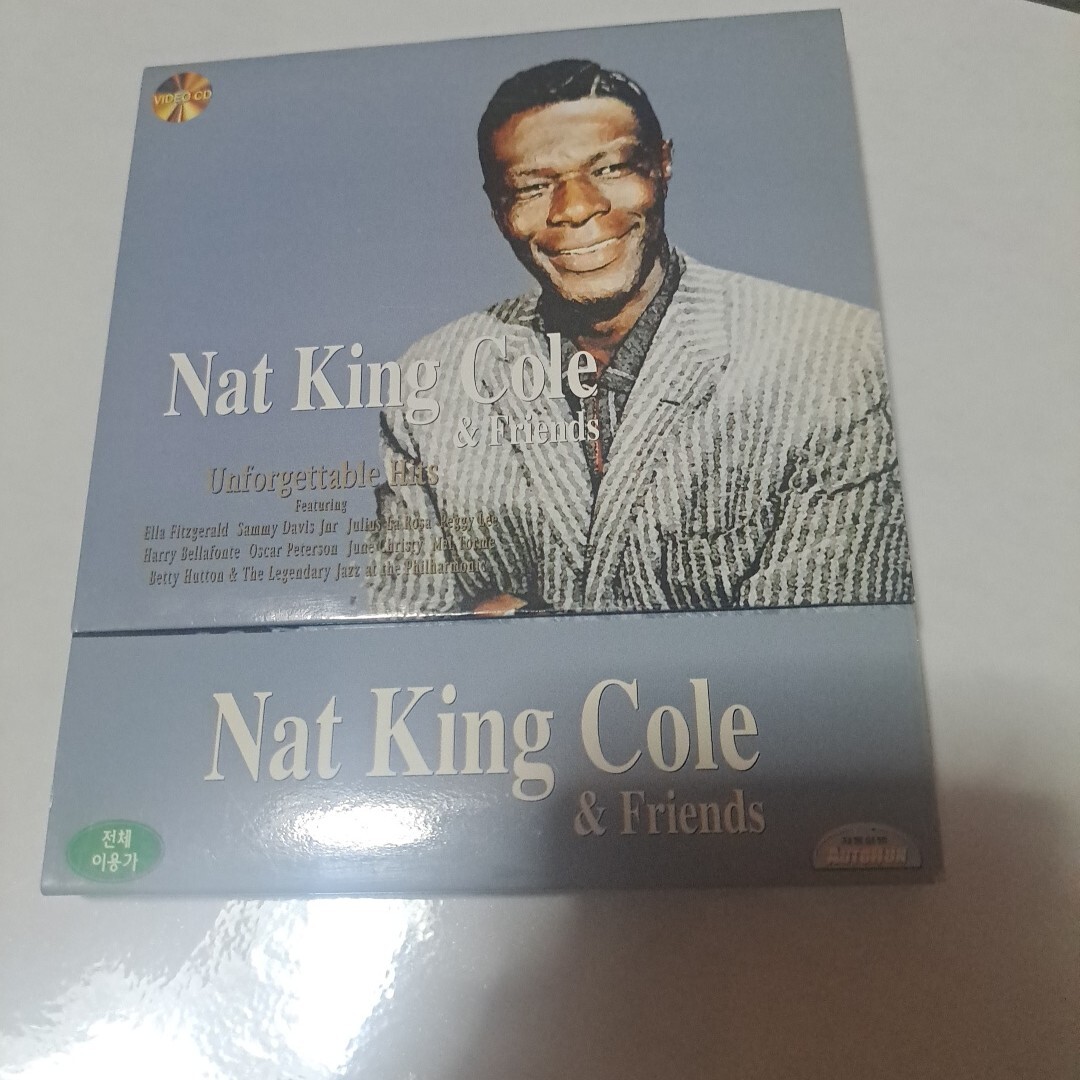 VIDEO CD
Nat King Cole
& Friends
Unforgettable Hits
Featuring
Ella Fitzgerald Sammy Davis Jnr Julius La Rosa Peggy Lee
Harry Bellafonte Oscar Peterson June Christy Mel Torme
Betty Hutton & The Legendary Jazz at the Philharmonic
Nat King Cole
& Friends
전체
이용가
AUTORUN